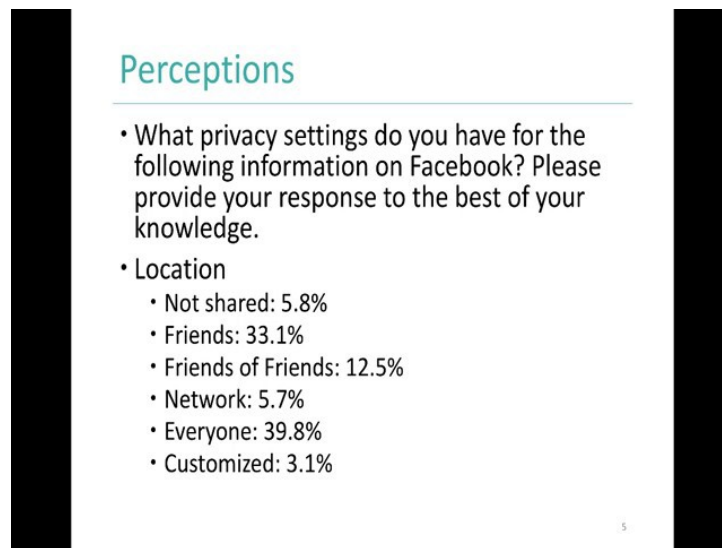 Perceptions
• What privacy settings do you have for the
following information on Facebook? Please
provide your response to the best of your
knowledge.
• Location
• Not shared: 5.8%
• Friends: 33.1%
• Friends of Friends: 12.5%
• Network: 5.7%
• Everyone: 39.8%
• Customized: 3.1%
5